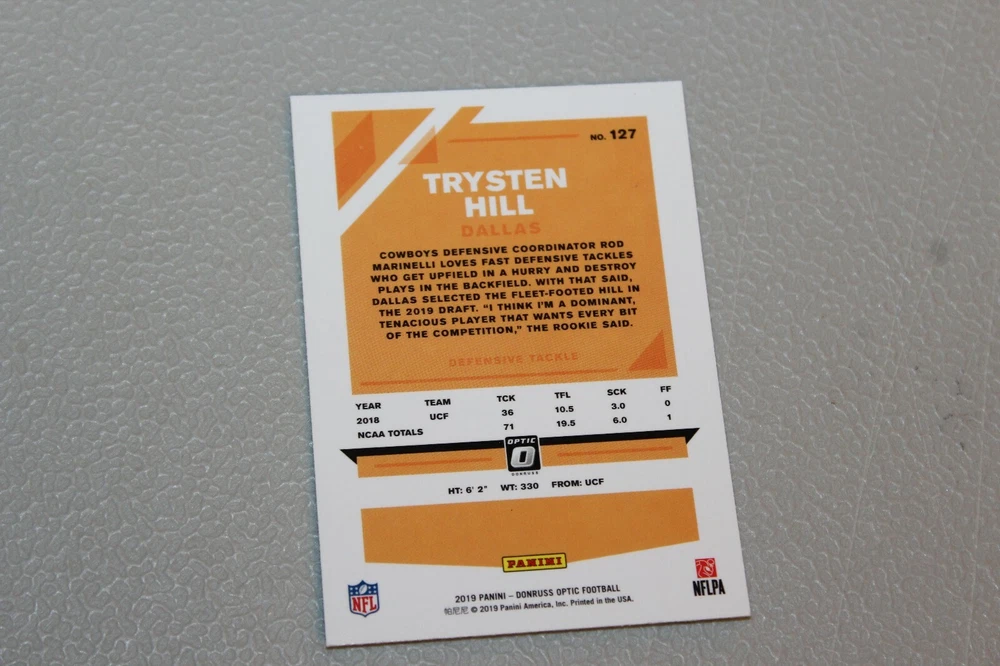 NO. 127
TRYSTEN
HILL
DALLAS
COWBOYS DEFENSIVE COORDINATOR ROD
MARINELLI LOVES FAST DEFENSIVE TACKLES
WHO GET UPFIELD IN A HURRY AND DESTROY
PLAYS IN THE BACKFIELD. WITH THAT SAID,
DALLAS SELECTED THE FLEET-FOOTED HILL IN
THE 2019 DRAFT. “I THINK I’M A DOMINANT,
TENACIOUS PLAYER THAT WANTS EVERY BIT
OF THE COMPETITION,” THE ROOKIE SAID.
DEFENSIVE TACKLE
YEAR TEAM TCK TFL SCK FF
2018 UCF 36 10.5 3.0 0
NCAA TOTALS 71 19.5 6.0 1
OPTIC
O
DONRUSS
HT: 6' 2" WT: 330 FROM: UCF
PANINI
NFL
NFLPA
2019 PANINI – DONRUSS OPTIC FOOTBALL
帕尼尼 © 2019 Panini America, Inc. Printed in the USA.